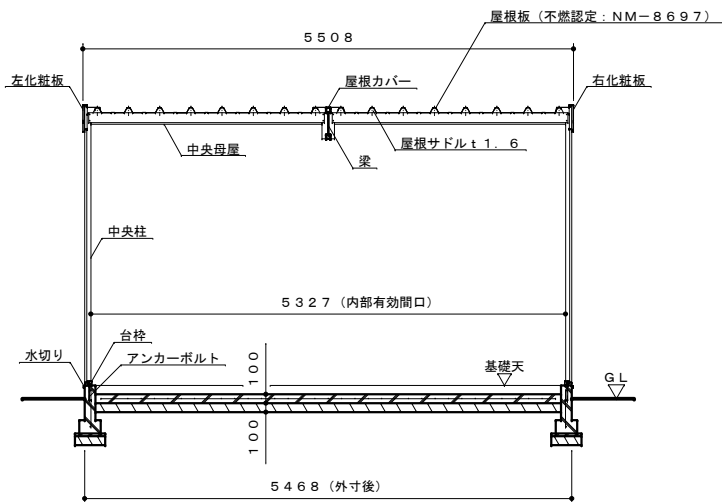 屋根板（不燃認定：NM－8697）
5508
左化粧板
屋根カバー
右化粧板
中央母屋
屋根サドルｔ1．6
梁
中央柱
5327（内部有効間口）
台枠
水切り
アンカーボルト
100
基礎天
GL
100
5468（外寸後）